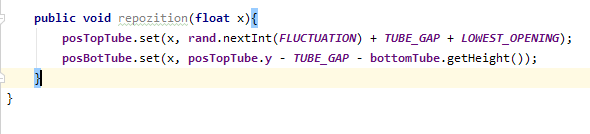 public void repozition(float x){
posTopTube.set(x, rand.nextInt(FLUCTUATION) + TUBE_GAP + LOWEST_OPENING);
posBotTube.set(x, posTopTube.y - TUBE_GAP - bottomTube.getHeight());
}
}